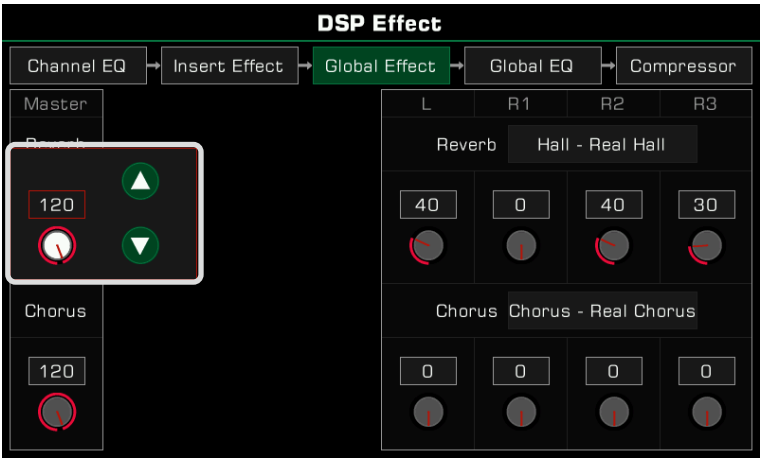 DSP Effect
Channel EQ Insert Effect Global Effect Global EQ Compressor
Master L R1 R2 R3
Reverb Reverb Hall - Real Hall
120 40 0 40 30
Chorus Chorus Chorus - Real Chorus
120 0 0 0 0